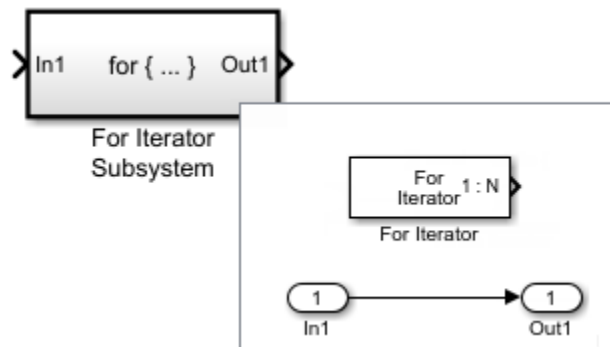 In1 for { ... } Out1
For Iterator
Subsystem
For
Iterator
1 : N
For Iterator
1 1
In1 Out1